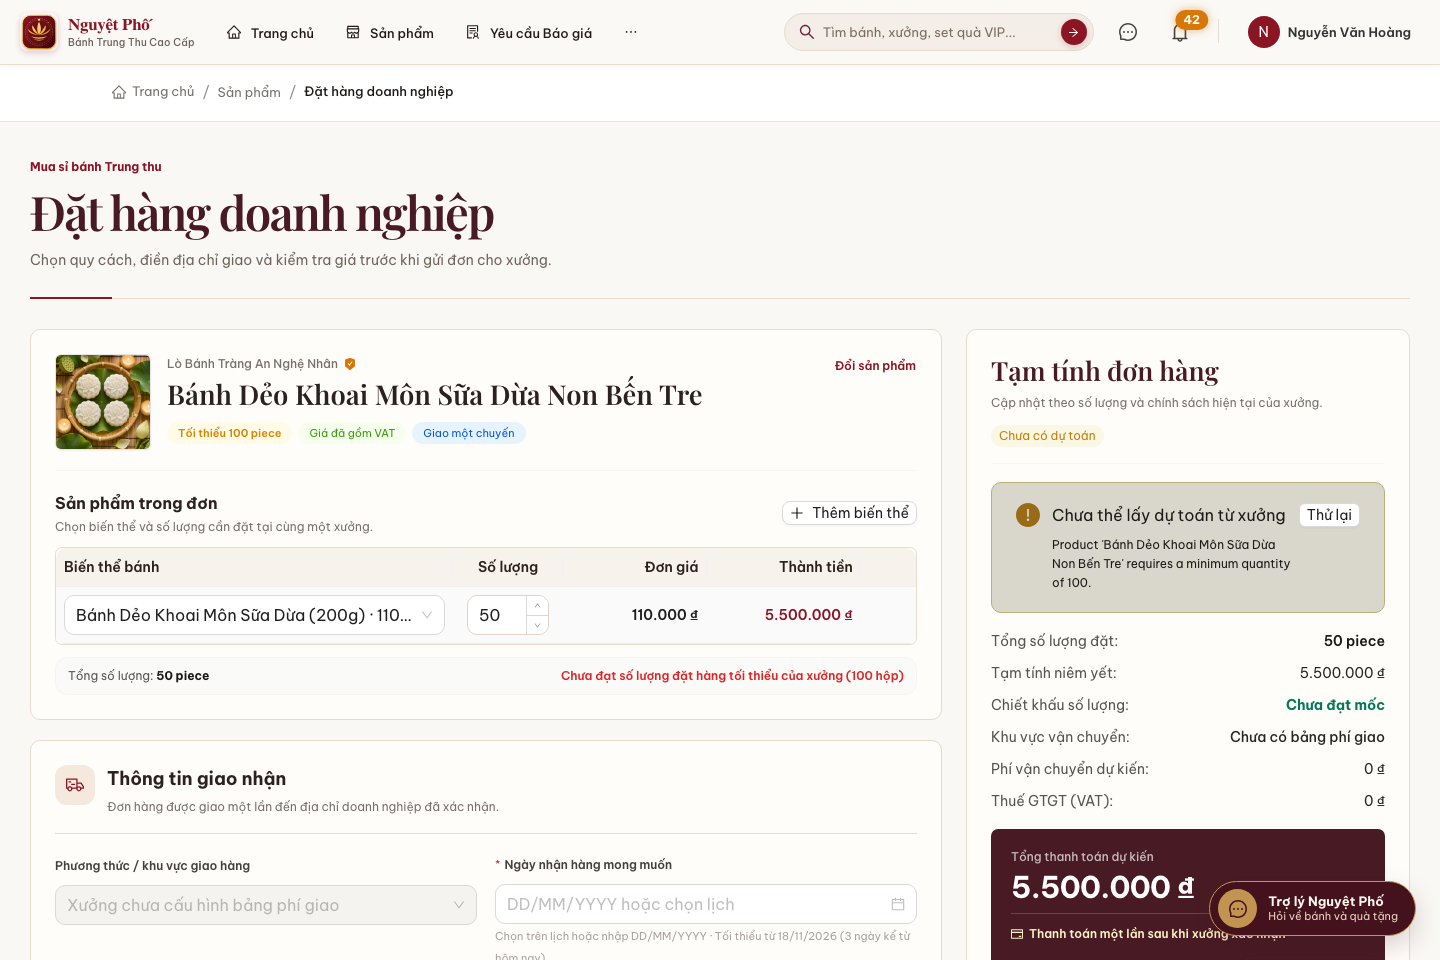 Nguyệt Phố
Bánh Trung Thu Cao Cấp
Trang chủ
Sản phẩm
Yêu cầu Báo giá
...
Tìm bánh, xưởng, set quà VIP...
42
N
Nguyễn Văn Hoàng
Trang chủ / Sản phẩm / Đặt hàng doanh nghiệp
Mua sỉ bánh Trung thu
Đặt hàng doanh nghiệp
Chọn quy cách, điền địa chỉ giao và kiểm tra giá trước khi gửi đơn cho xưởng.
Lò Bánh Tràng An Nghệ Nhân
Đổi sản phẩm
Bánh Dẻo Khoai Môn Sữa Dừa Non Bến Tre
Tối thiểu 100 piece
Giá đã gồm VAT
Giao một chuyến
Sản phẩm trong đơn
Chọn biến thể và số lượng cần đặt tại cùng một xưởng.
Thêm biến thể
Biến thể bánh Số lượng Đơn giá Thành tiền
Bánh Dẻo Khoai Môn Sữa Dừa (200g) · 110... 50 110.000 ₫ 5.500.000 ₫
Tổng số lượng: 50 piece
Chưa đạt số lượng đặt hàng tối thiểu của xưởng (100 hộp)
Thông tin giao nhận
Đơn hàng được giao một lần đến địa chỉ doanh nghiệp đã xác nhận.
Phương thức / khu vực giao hàng
Xưởng chưa cấu hình bảng phí giao
* Ngày nhận hàng mong muốn
DD/MM/YYYY hoặc chọn lịch
Chọn trên lịch hoặc nhập DD/MM/YYYY · Tối thiểu từ 18/11/2026 (3 ngày kể từ
hôm nay)
Tạm tính đơn hàng
Cập nhật theo số lượng và chính sách hiện tại của xưởng.
Chưa có dự toán
Chưa thể lấy dự toán từ xưởng
Thử lại
Product 'Bánh Dẻo Khoai Môn Sữa Dừa
Non Bến Tre' requires a minimum quantity
of 100.
Tổng số lượng đặt: 50 piece
Tạm tính niêm yết: 5.500.000 ₫
Chiết khấu số lượng: Chưa đạt mốc
Khu vực vận chuyển: Chưa có bảng phí giao
Phí vận chuyển dự kiến: 0 ₫
Thuế GTGT (VAT): 0 ₫
Tổng thanh toán dự kiến
5.500.000 ₫
Thanh toán một lần sau khi xưởng xác nhận
Trợ lý Nguyệt Phố
Hỏi về bánh và quà tặng